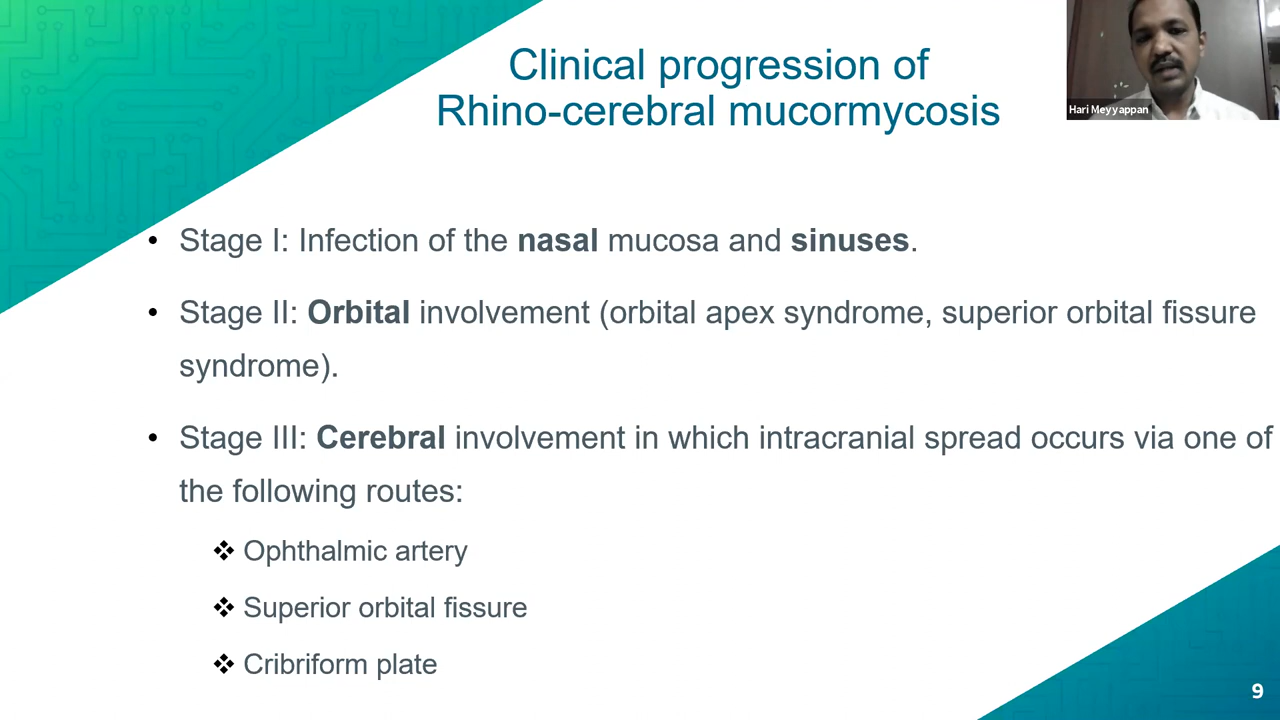 Clinical progression of
Rhino-cerebral mucormycosis
Hari Meyyappan
• Stage I: Infection of the nasal mucosa and sinuses.
• Stage II: Orbital involvement (orbital apex syndrome, superior orbital fissure
syndrome).
• Stage III: Cerebral involvement in which intracranial spread occurs via one of
the following routes:
❖ Ophthalmic artery
❖ Superior orbital fissure
❖ Cribriform plate
9